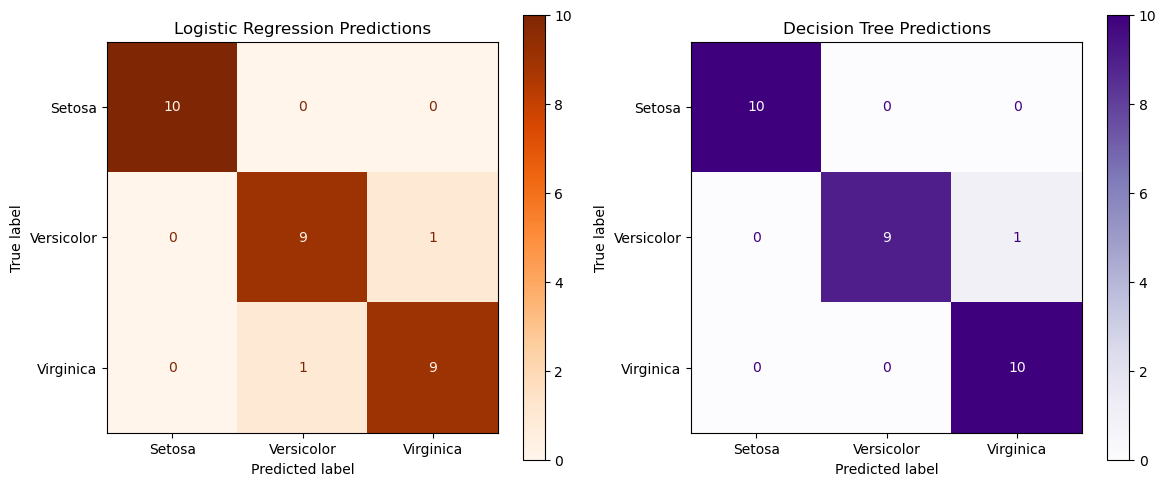 Logistic Regression Predictions
Setosa
Versicolor
Virginica
True label
10 0 0
0 9 1
0 1 9
Setosa Versicolor Virginica
Predicted label
10
8
6
4
2
0
Decision Tree Predictions
Setosa
Versicolor
Virginica
True label
10 0 0
0 9 1
0 0 10
Setosa Versicolor Virginica
Predicted label
10
8
6
4
2
0